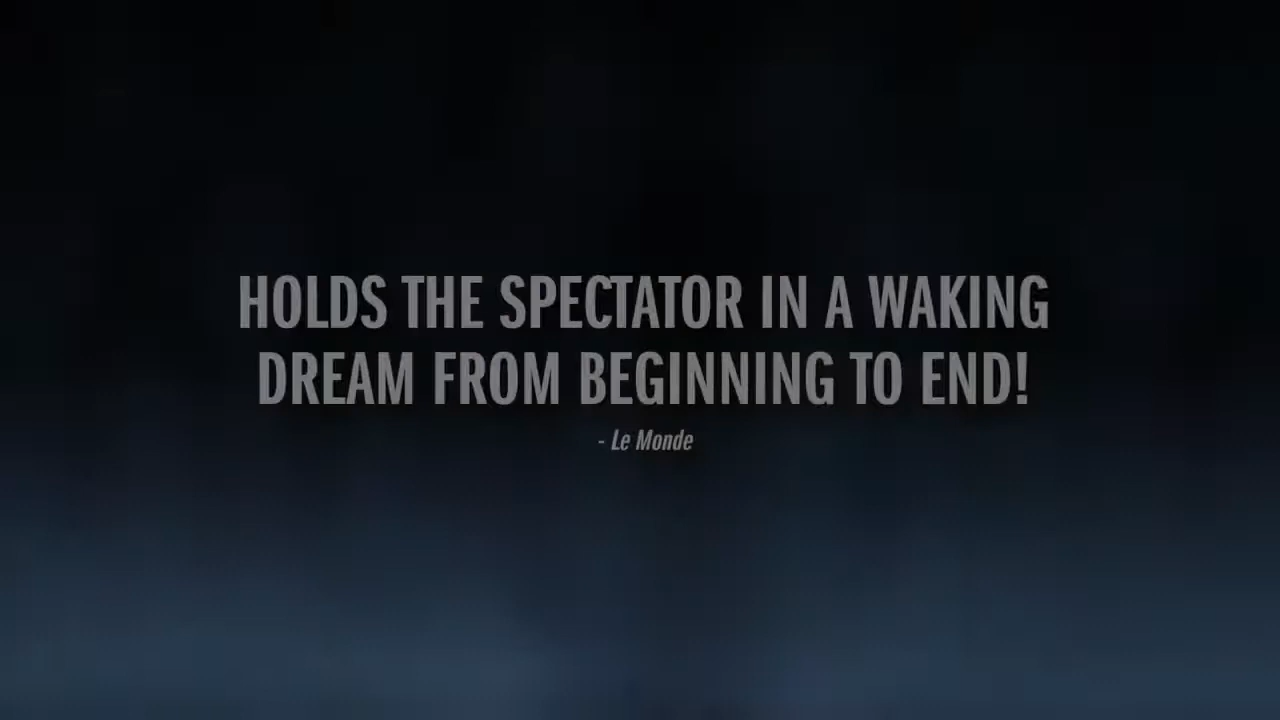 HOLDS THE SPECTATOR IN A WAKING
DREAM FROM BEGINNING TO END!
- Le Monde